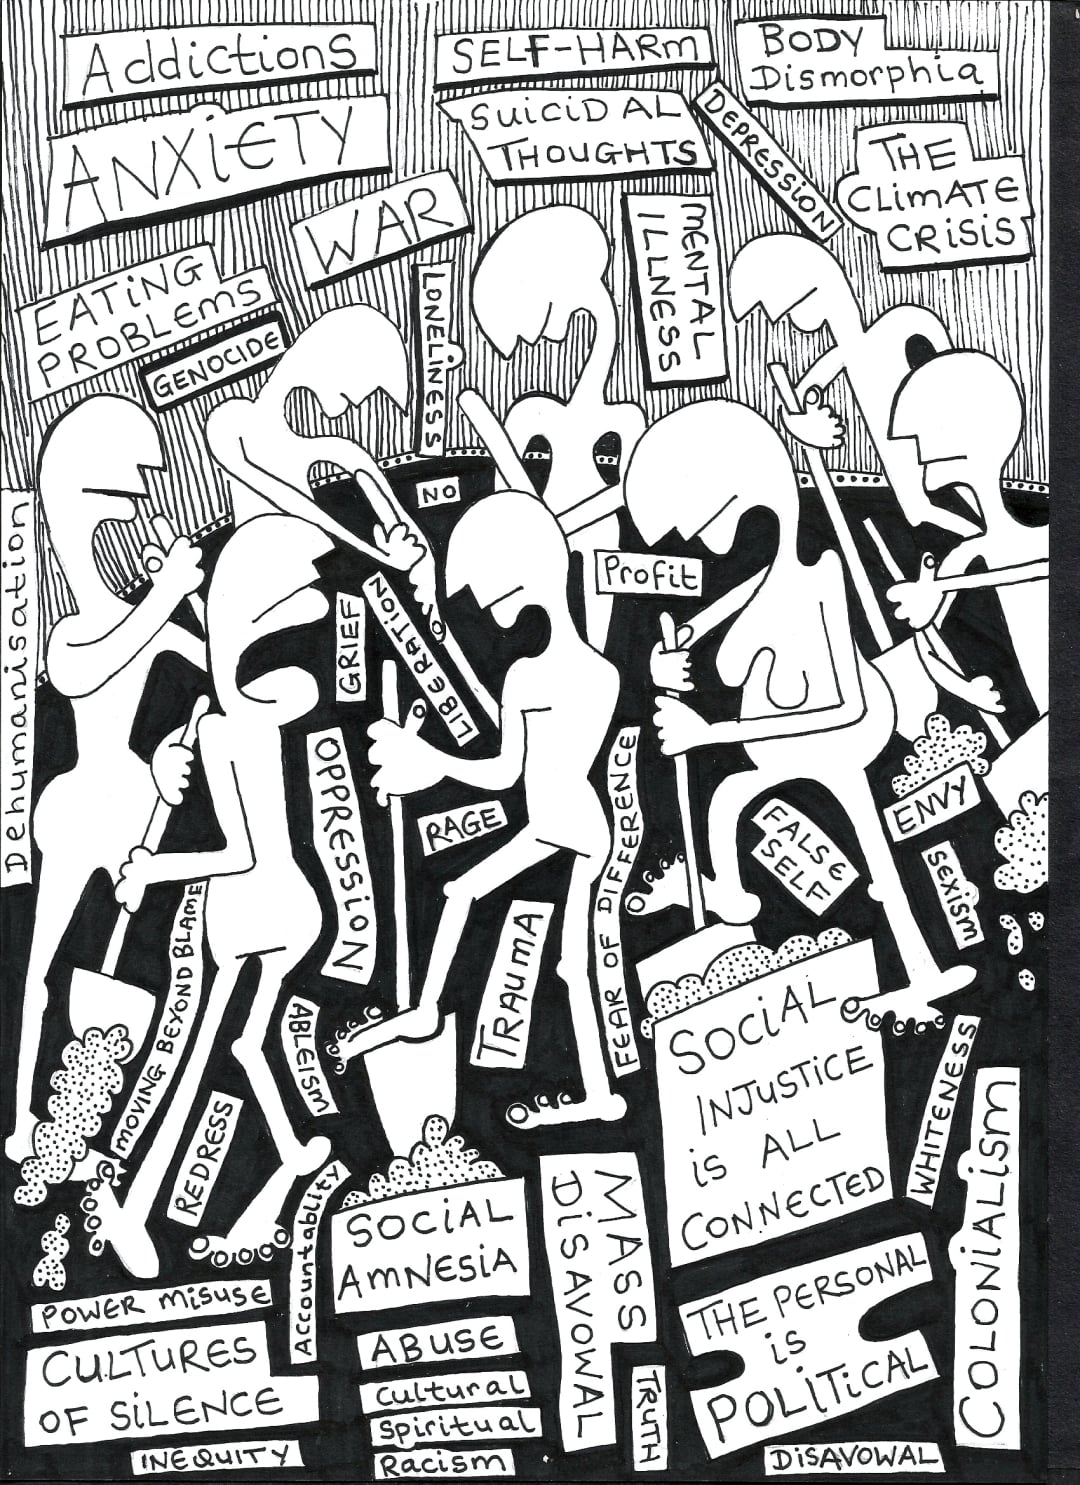 Addictions
SELF-HARM
BODY
Dismorphia
ANXiETY
SUiCiDAL
THOUGHTS
DEPRESSION
THE
CLiMATE
CRiSiS
WAR
MENTAL
ILLNESS
EATiNG
PROBLEMS
GENOCIDE
LONELiNESS
NO
Dehumanisation
Profit
GRIEF
LIBERATION
OPPRESSION
RAGE
FEAR OF DIFFERENCE
FALSE
SELF
ENVY
SEXiSM
TRAUMA
MOVING BEYOND BLAME
ABLEiSM
REDRESS
SOCiAL
INJUSTICE
iS ALL
CONNECTED
WHITENESS
COLONiALiSm
Accountablity
SOCiAL
AMNESiA
MASS
DiSAVOWAL
THE PERSONAL
iS
POLiTiCAL
POWER MiSUSE
CULTURES
OF SiLENCE
INEQUITY
ABUSE
Cultural
Spiritual
Racism
TRUTH
DiSAVOWAL